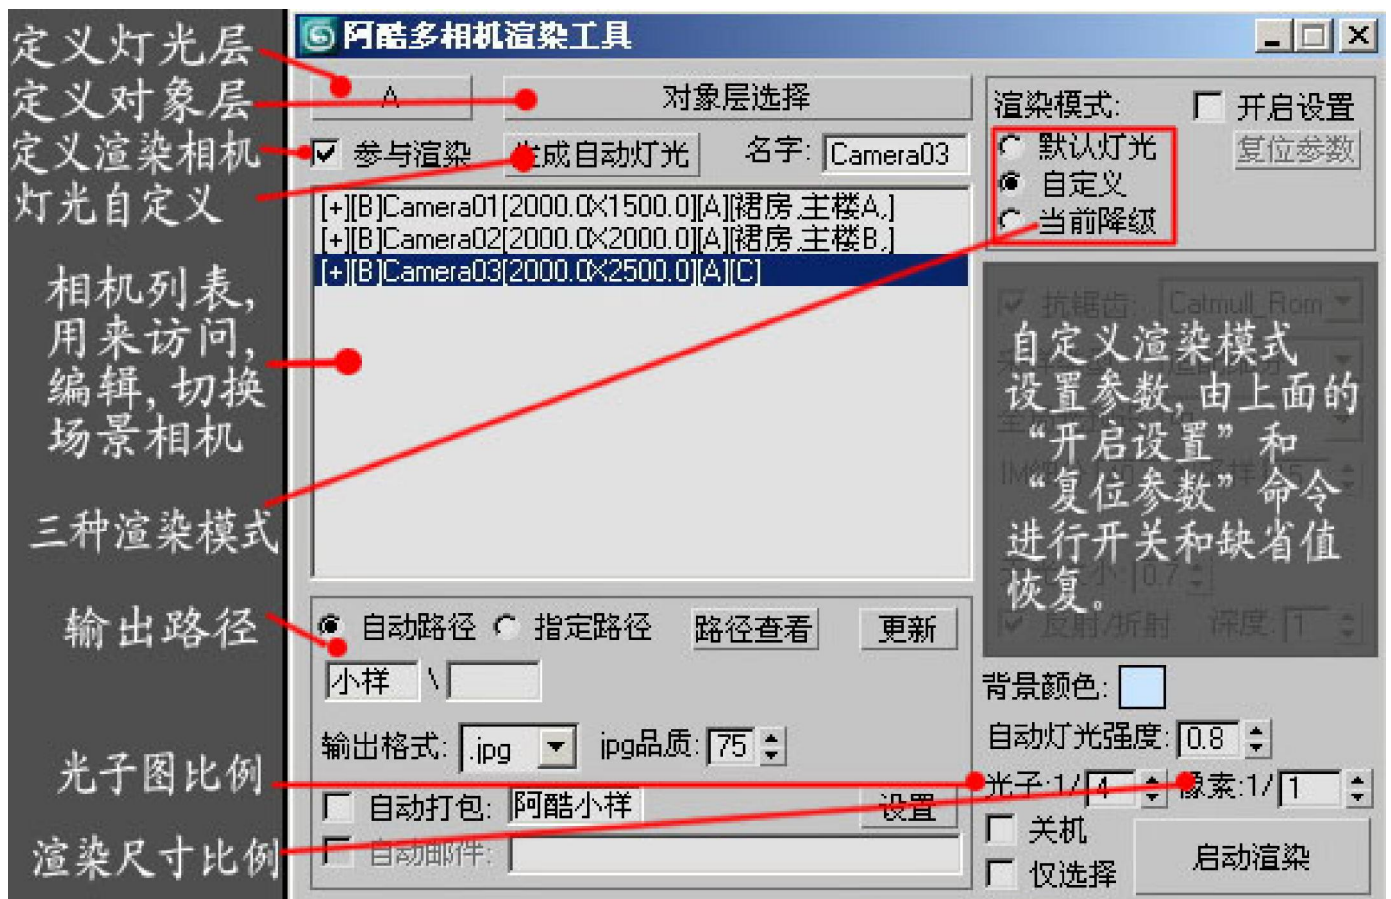 定义灯光层
定义对象层
定义渲染相机
灯光自定义
相机列表,
用来访问,
编辑,切换
场景相机
三种渲染模式
输出路径
光子图比例
渲染尺寸比例
阿酷多相机渲染工具
A
对象层选择
参与渲染
生成自动灯光
名字:
Camera03
[+][B]Camera01[2000.0X1500.0][A][裙房,主楼A,]
[+][B]Camera02[2000.0X2000.0][A][裙房,主楼B,]
[+][B]Camera03[2000.0X2500.0][A][C]
自动路径
指定路径
路径查看
更新
小样 \
输出格式: .jpg
jpg品质: 75
自动打包: 阿酷小样
设置
自动邮件:
渲染模式:
开启设置
默认灯光
复位参数
自定义
当前降级
抗锯齿: Catmull_Rom
自定义渲染模式
设置参数,由上面的
“开启设置”和
“复位参数”命令
进行开关和缺省值
恢复。
0.7
反射/折射 深度: 1
背景颜色:
自动灯光强度: 0.8
光子:1/ 4
像素:1/ 1
关机
仅选择
启动渲染